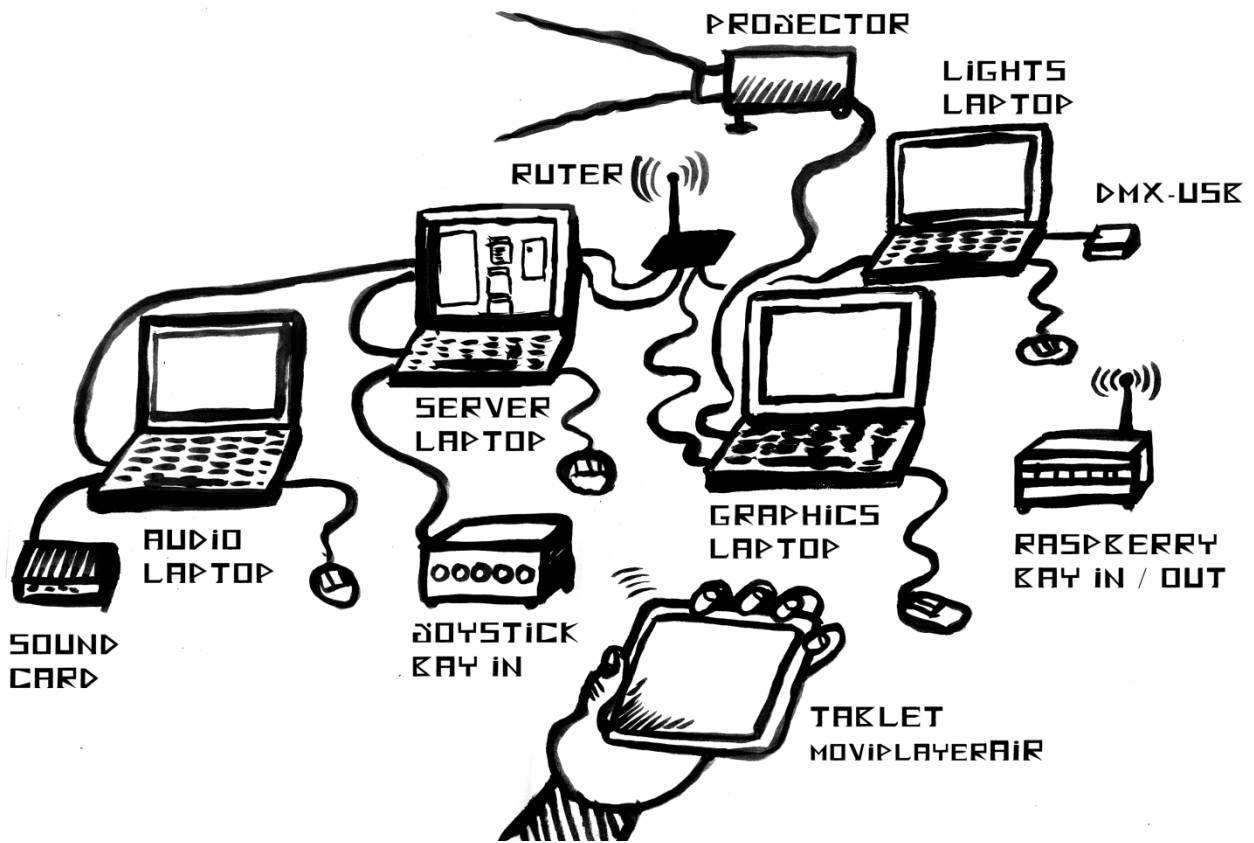 PROJECTOR
LiGHTS
LAPTOP
RUTER
DMX-USB
SERVER
LAPTOP
AUDiO
LAPTOP
GRAPHiCS
LAPTOP
RASPBERRY
BAY iN / OUT
SOUND
CARD
JOYSTiCK
BAY iN
TABLET
MOViPLAYERAiR